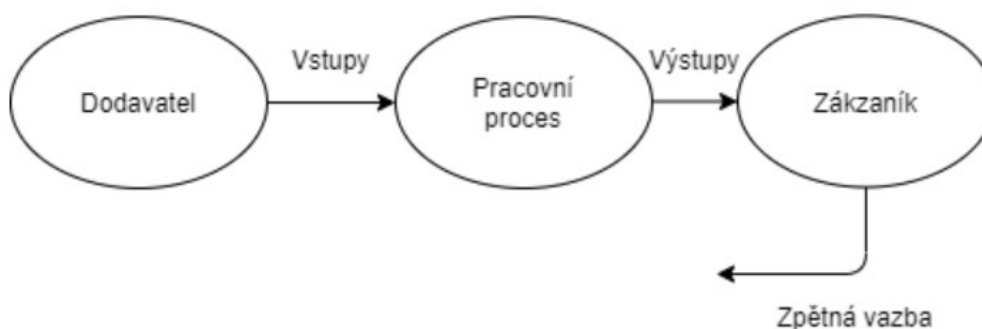 Vstupy
Výstupy
Dodavatel
Pracovní
proces
Zákzaník
Zpětná vazba